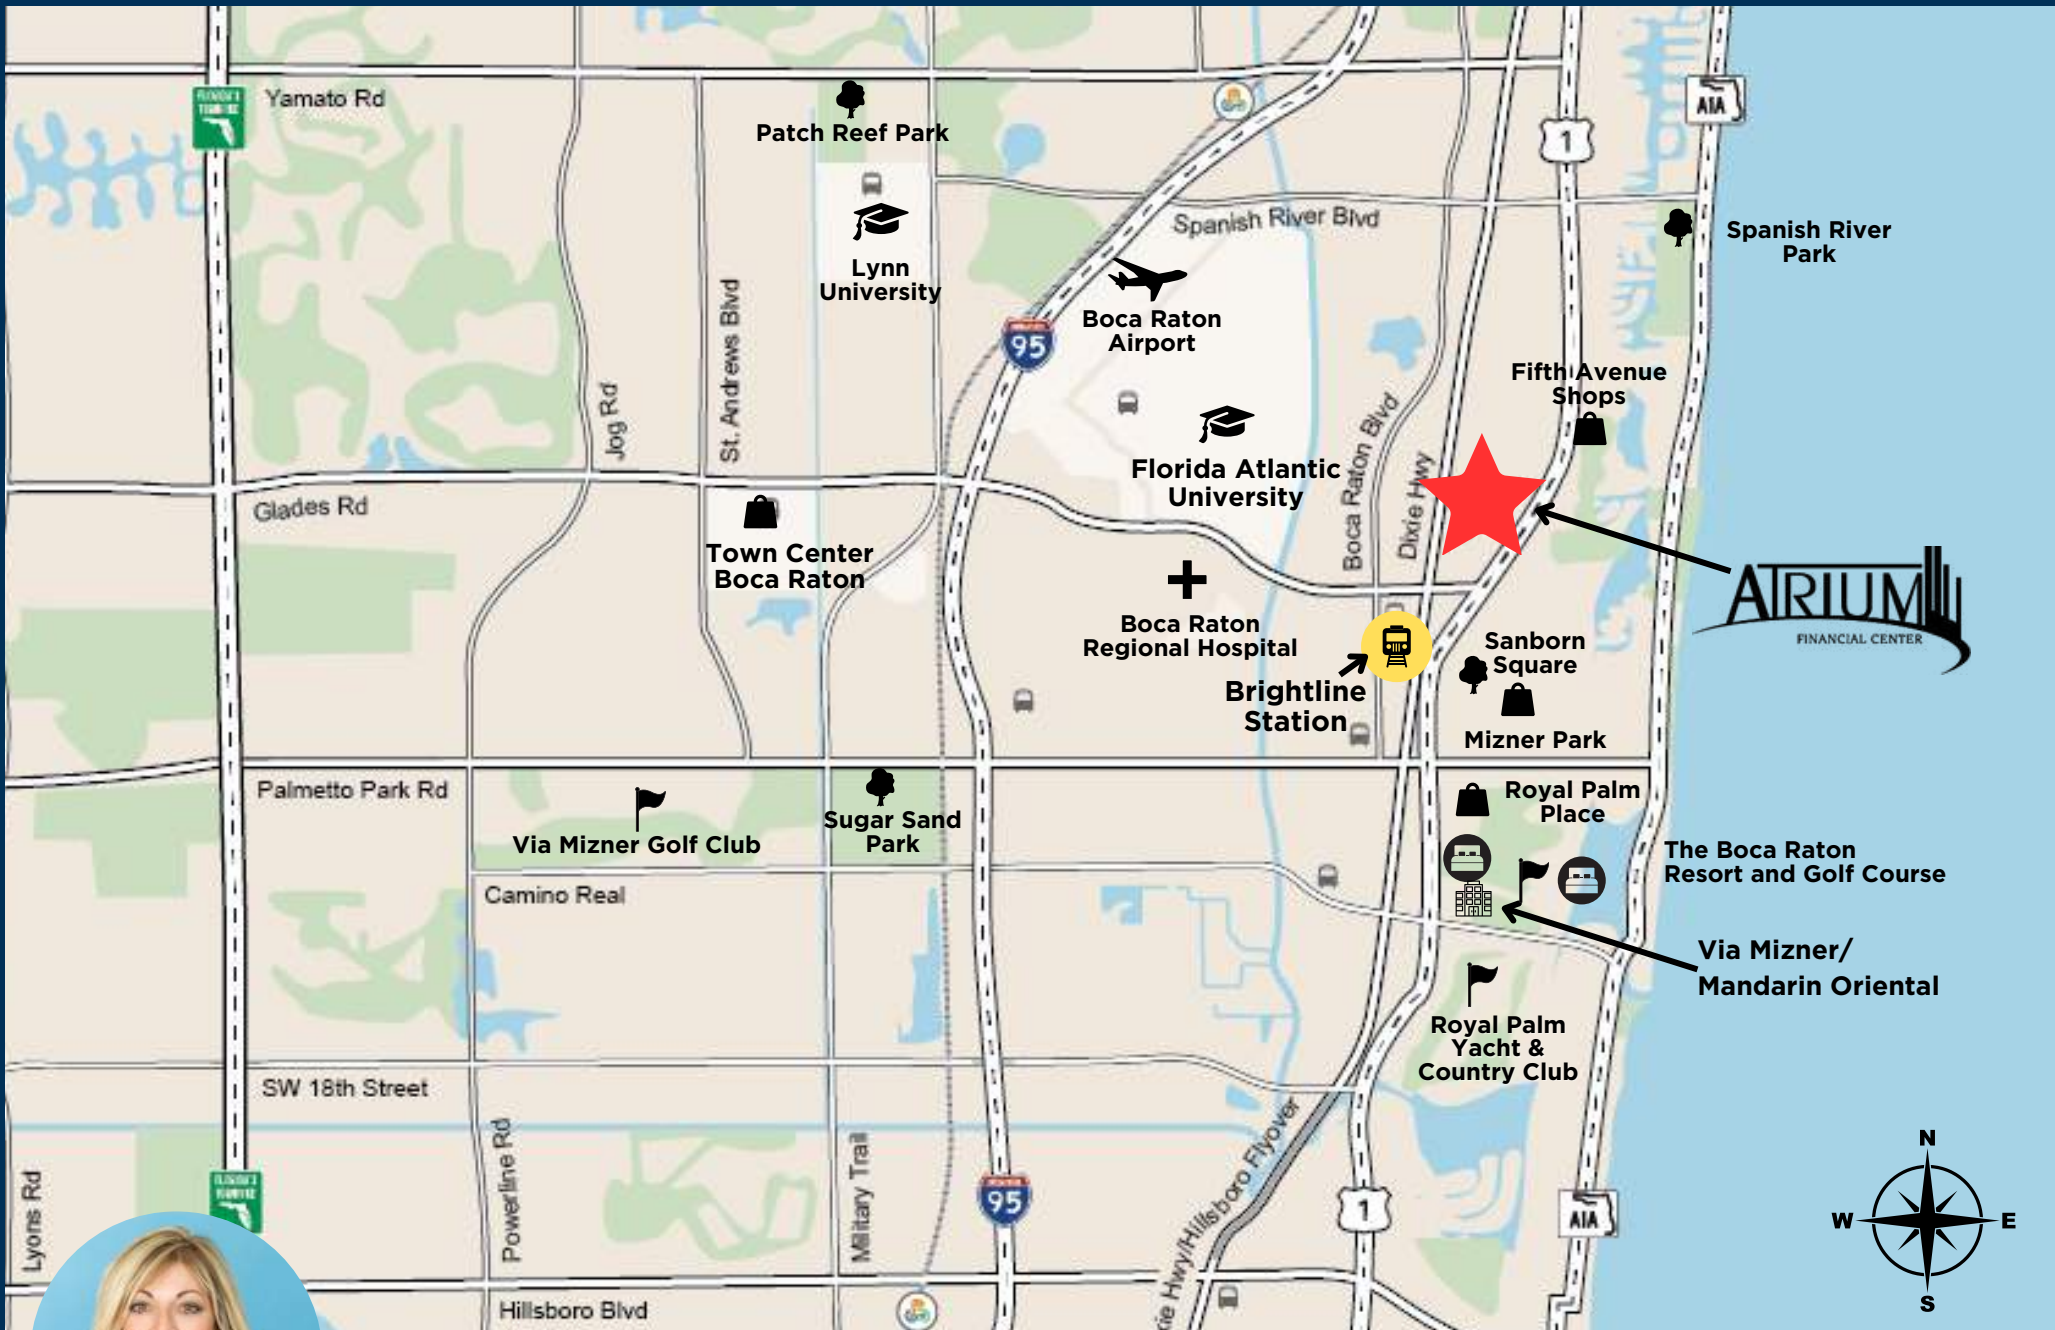 Yamato Rd
Patch Reef Park
A1A
1
Spanish River Blvd
Spanish River
Park
Lynn
University
St. Andrews Blvd
Boca Raton
Airport
95
Fifth Avenue
Shops
Jog Rd
Boca Raton Blvd
Dixie Hwy
Florida Atlantic
University
Glades Rd
Town Center
Boca Raton
ATRIUM
FINANCIAL CENTER
Boca Raton
Regional Hospital
Sanborn
Square
Brightline
Station
Mizner Park
Palmetto Park Rd
Royal Palm
Place
Via Mizner Golf Club
Sugar Sand
Park
The Boca Raton
Resort and Golf Course
Camino Real
Via Mizner/
Mandarin Oriental
Royal Palm
Yacht &
Country Club
SW 18th Street
Lyons Rd
Powerline Rd
Military Trail
xie Hwy/Hillsboro Flyover
95
1
A1A
N
W
E
S
Hillsboro Blvd